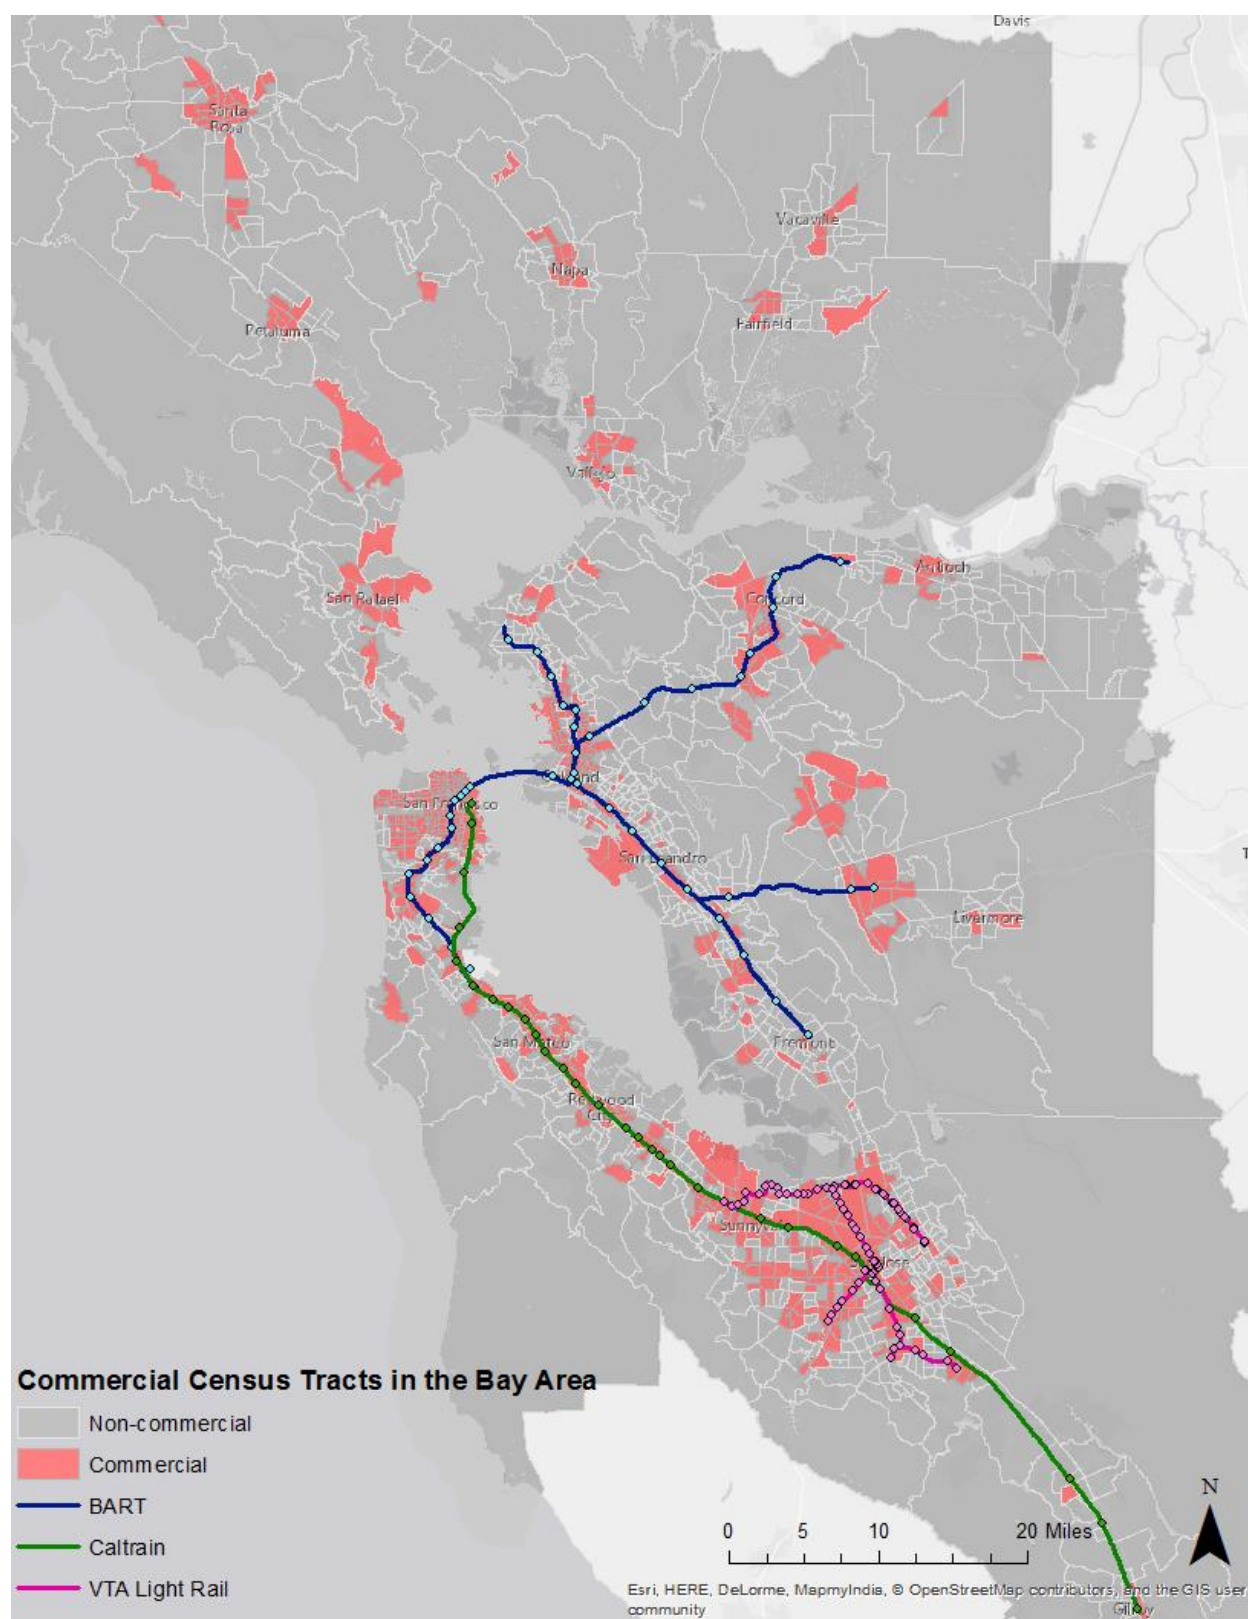 Davis
Santa
Rosa
Vacaville
Napa
Fairfield
Petaluma
Vallejo
Antioch
Concord
San Rafael
Oakland
San Francisco
San Leandro
Livermore
Fremont
San Mateo
Redwood
City
Sunnyvale
San Jose
Commercial Census Tracts in the Bay Area
Non-commercial
Commercial
BART
Caltrain
VTA Light Rail
N
0 5 10 20 Miles
Esri, HERE, DeLorme, MapmyIndia, © OpenStreetMap contributors, and the GIS user
community
Gilroy